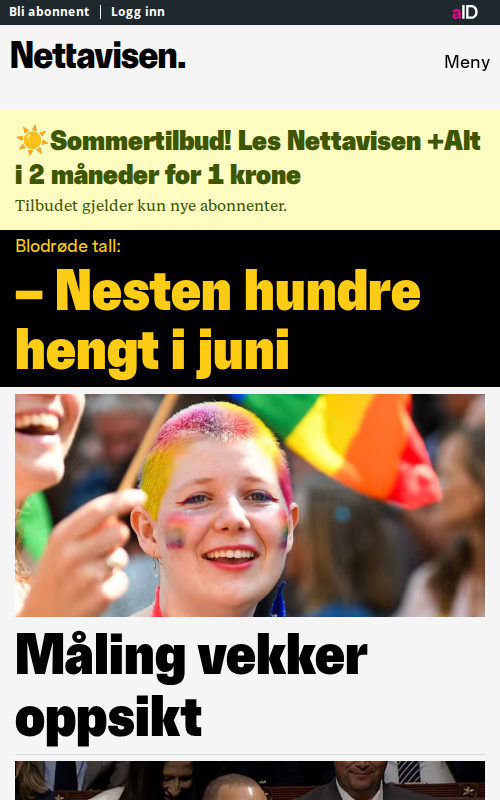 Bli abonnent | Logg inn
aID
Nettavisen.
Meny
☀️Sommertilbud! Les Nettavisen +Alt
i 2 måneder for 1 krone
Tilbudet gjelder kun nye abonnenter.
Blodrøde tall:
– Nesten hundre
hengt i juni
Måling vekker
oppsikt